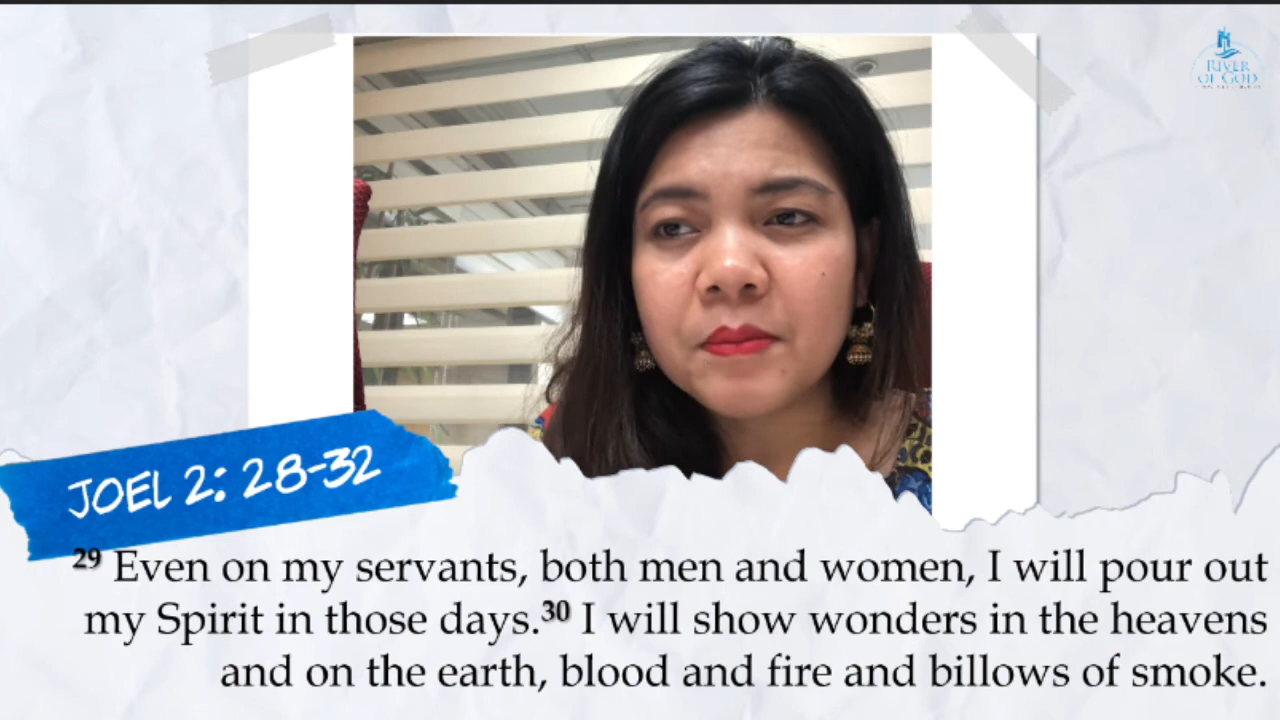 RIVER
OF GOD
JOEL 2: 28-32
29 Even on my servants, both men and women, I will pour out
my Spirit in those days.30 I will show wonders in the heavens
and on the earth, blood and fire and billows of smoke.